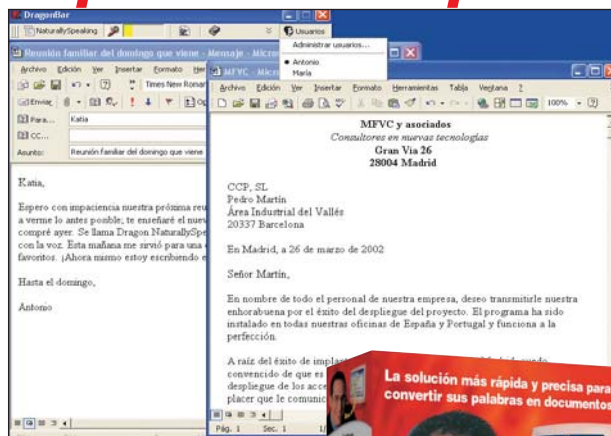 DragonBar
NaturallySpeaking
Usuarios
Administrar usuarios...
Antonio
María
Reunión familiar del domingo que viene - Mensaje - Micros
Archivo Edición Ver Insertar Formato
Times New Roman
Enviar
Para... Katia
CC...
Asunto: Reunión familiar del domingo que viene
Katia,
Espero con impaciencia nuestra próxima
a verme lo antes posible; te enseñaré el
compré ayer. Se llama Dragon
con la voz. Esta mañana me sirvió para una
favoritos. ¡Ahora mismo estoy escribiendo
Hasta el domingo,
Antonio
MFVC - Micro
Archivo Edición Ver Insertar Formato Herramientas Tabla Ventana ?
100%
MFVC y asociados
Consultores en nuevas tecnologías
Gran Via 26
28004 Madrid
CCP, SL
Pedro Martín
Área Industrial del Vallés
20337 Barcelona
En Madrid, a 26 de marzo de 2002
Señor Martín,
En nombre de todo el personal de nuestra empresa, deseo transmitirle nuestra
enhorabuena por el éxito del despliegue del proyecto. El programa ha sido
instalado en todas nuestras oficinas de España y Portugal y funciona a la
perfección.
A raíz del éxito de
convencido de que es
despliegue de los
placer que le
Pág. 1 Sec. 1
La solución más rápida y precisa para
convertir sus palabras en documentos